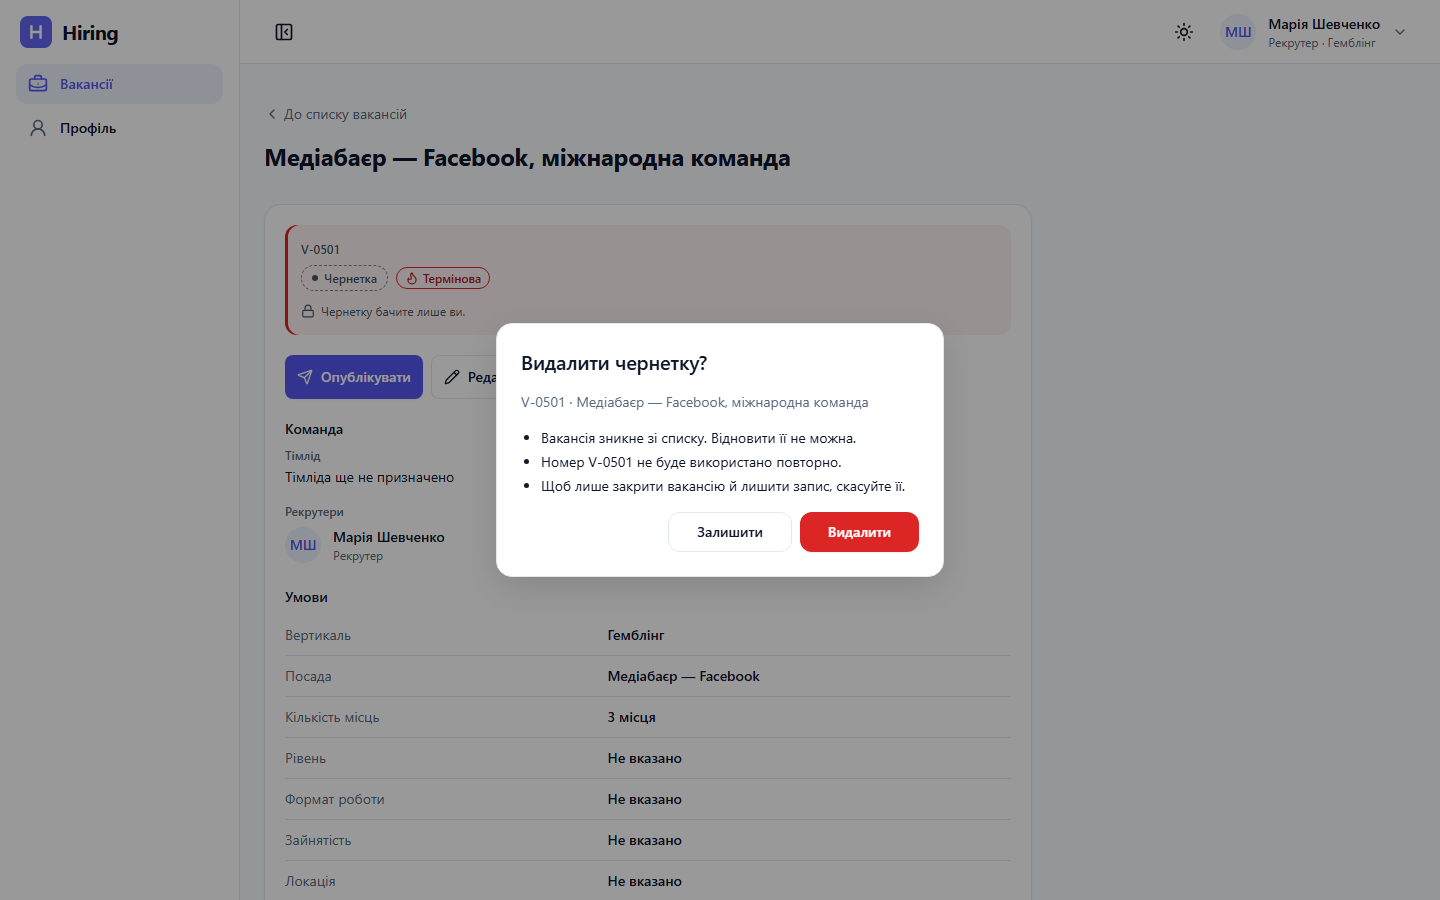 H Hiring
Вакансії
Профіль
Марія Шевченко
МШ
Рекрутер · Гемблінг
До списку вакансій
Медіабаєр — Facebook, міжнародна команда
V-0501
Чернетка
Термінова
Чернетку бачите лише ви.
Опублікувати
Реда
Видалити чернетку?
V-0501 · Медіабаєр — Facebook, міжнародна команда
Вакансія зникне зі списку. Відновити її не можна.
Номер V-0501 не буде використано повторно.
Щоб лише закрити вакансію й лишити запис, скасуйте її.
Залишити
Видалити
Команда
Тімлід
Тімліда ще не призначено
Рекрутери
МШ
Марія Шевченко
Рекрутер
Умови
Вертикаль Гемблінг
Посада Медіабаєр — Facebook
Кількість місць 3 місця
Рівень Не вказано
Формат роботи Не вказано
Зайнятість Не вказано
Локація Не вказано